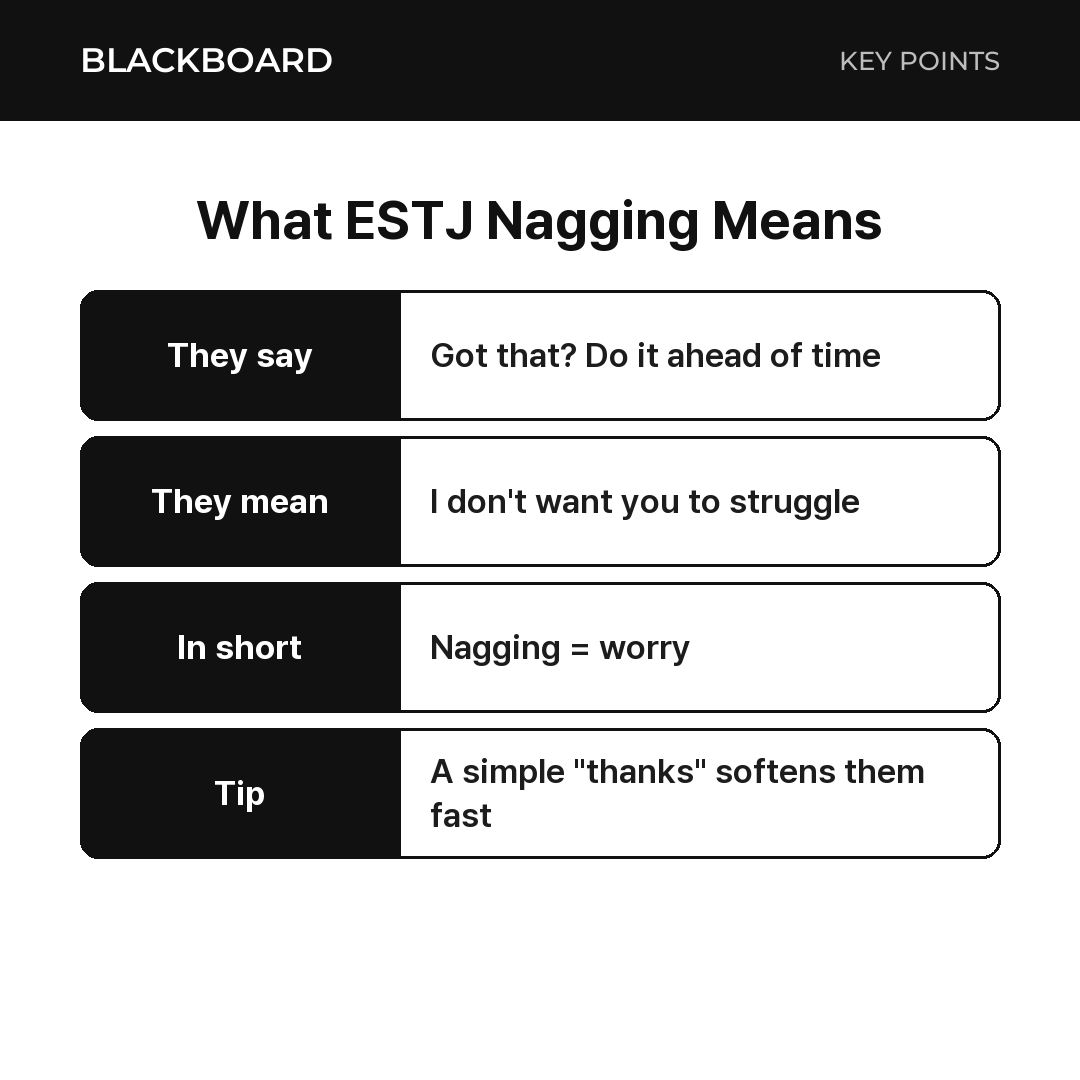 BLACKBOARD
KEY POINTS
What ESTJ Nagging Means
They say
Got that? Do it ahead of time
They mean
I don't want you to struggle
In short
Nagging = worry
Tip
A simple "thanks" softens them
fast